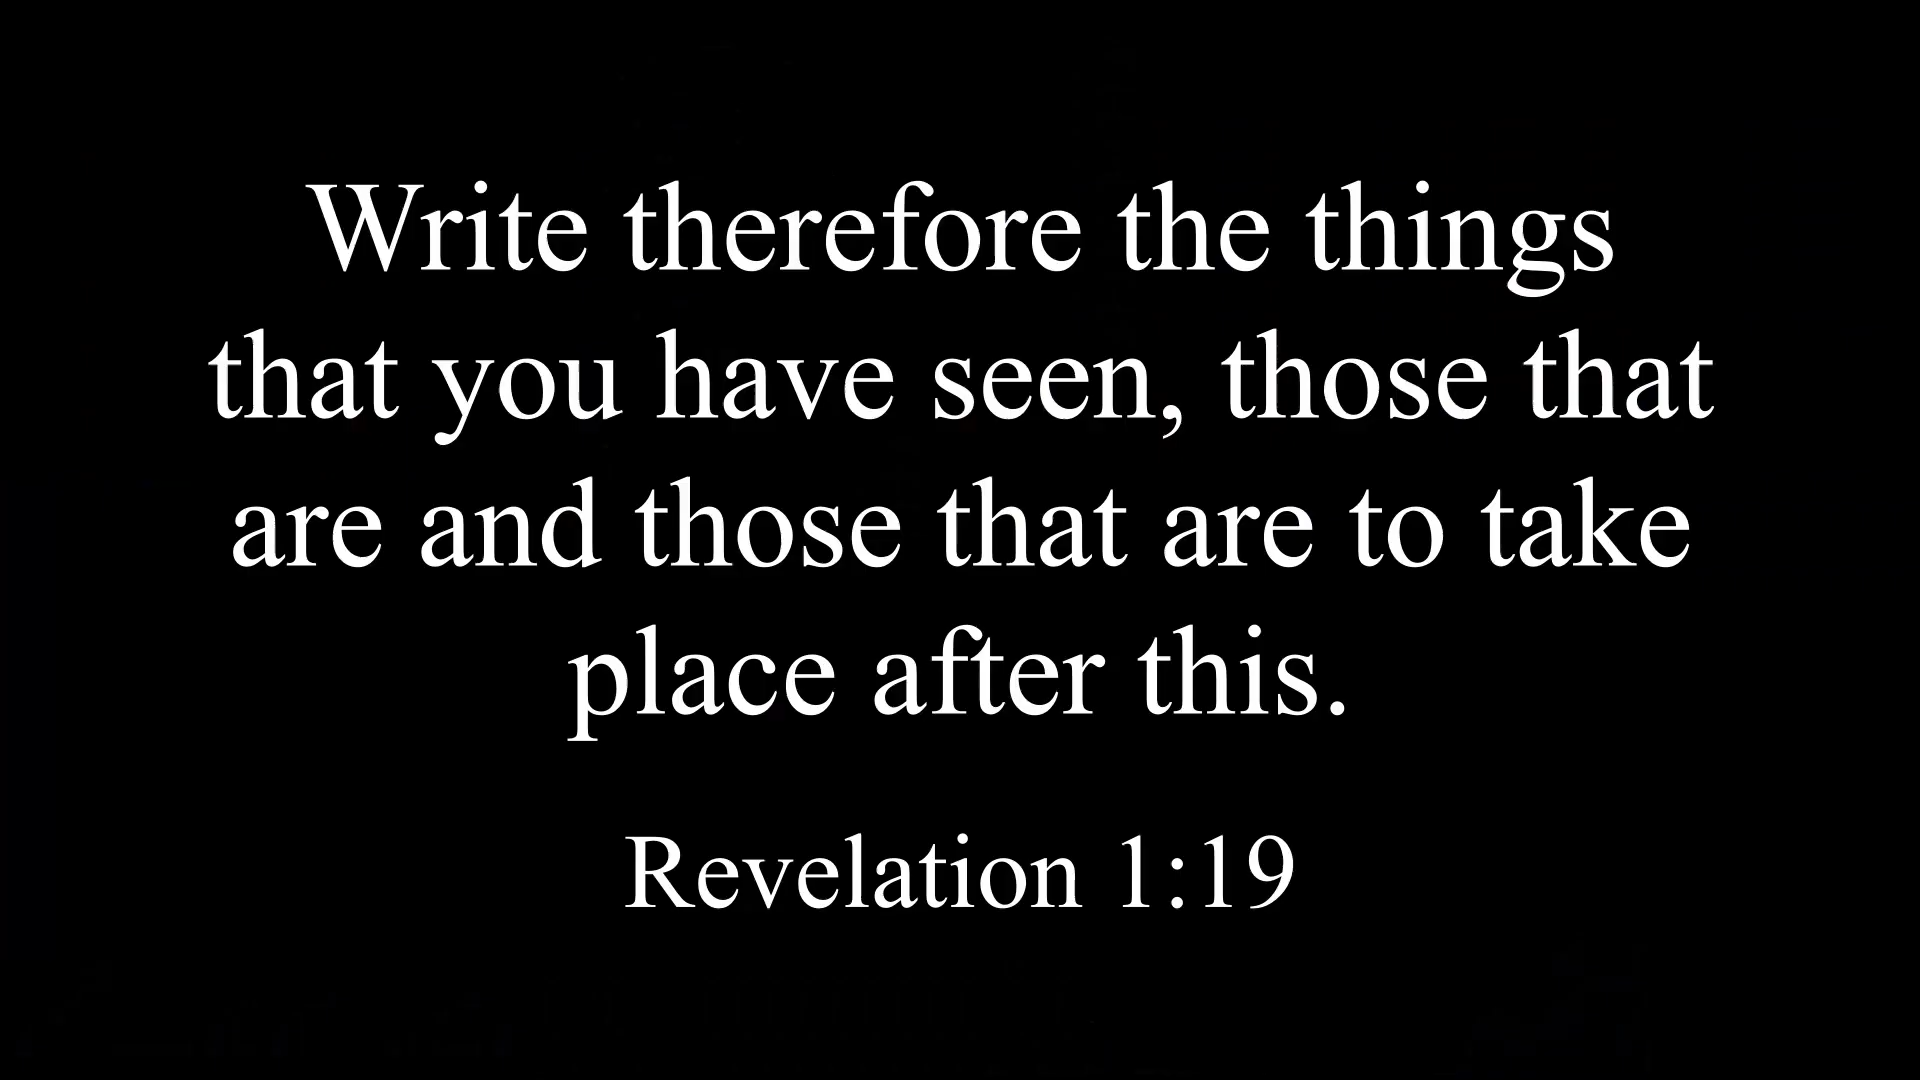 Write therefore the things
that you have seen, those that
are and those that are to take
place after this.
Revelation 1:19